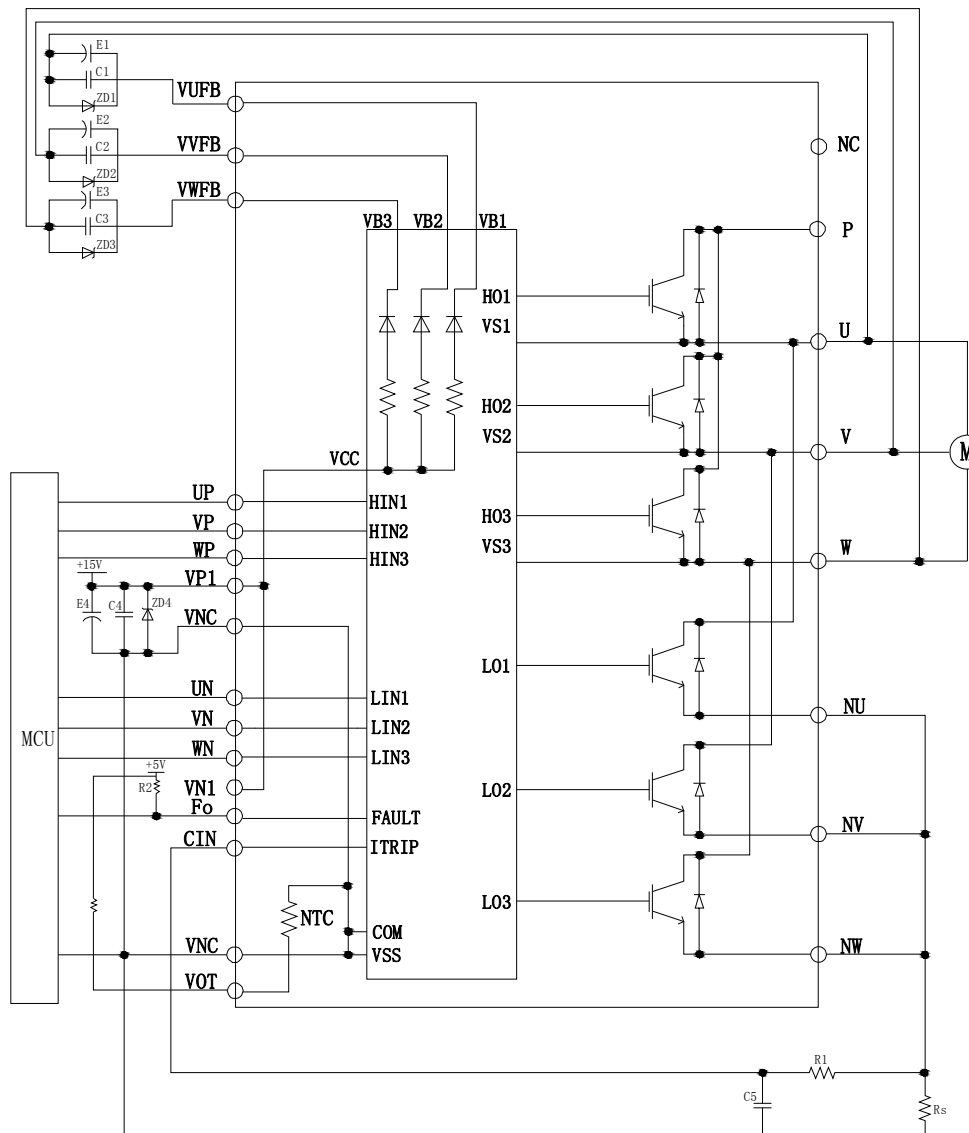 E1
C1
ZD1
VUFB
E2
C2
ZD2
VVFB
E3
C3
ZD3
VWFB
NC
VB3 VB2 VB1
P
HO1
VS1
U
HO2
VS2
V
M
VCC
HO3
VS3
W
UP
HIN1
VP
HIN2
WP
HIN3
+15V
VP1
E4
C4
ZD4
VNC
LO1
UN
LIN1
NU
VN
LIN2
MCU
WN
LIN3
+5V
R2
VN1
LO2
Fo
FAULT
NV
CIN
ITRIP
LO3
NTC
COM
VNC
VSS
NW
VOT
R1
C5
Rs